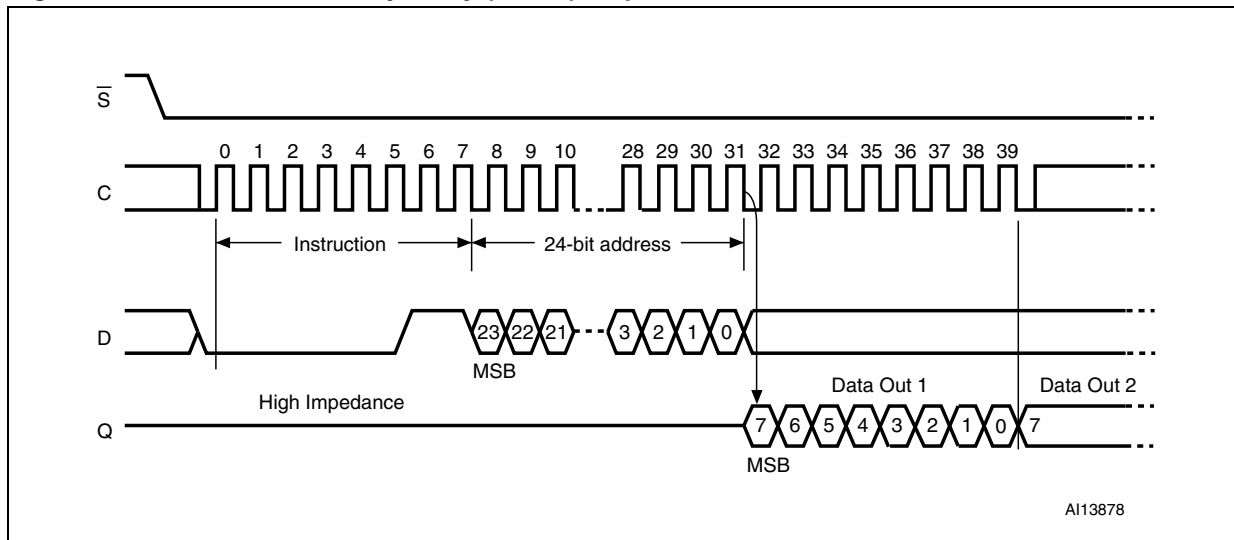 S
0 1 2 3 4 5 6 7 8 9 10 28 29 30 31 32 33 34 35 36 37 38 39
C
Instruction 24-bit address
D 23 22 21 3 2 1 0
MSB
High Impedance Data Out 1 Data Out 2
Q 7 6 5 4 3 2 1 0 7
MSB
AI13878